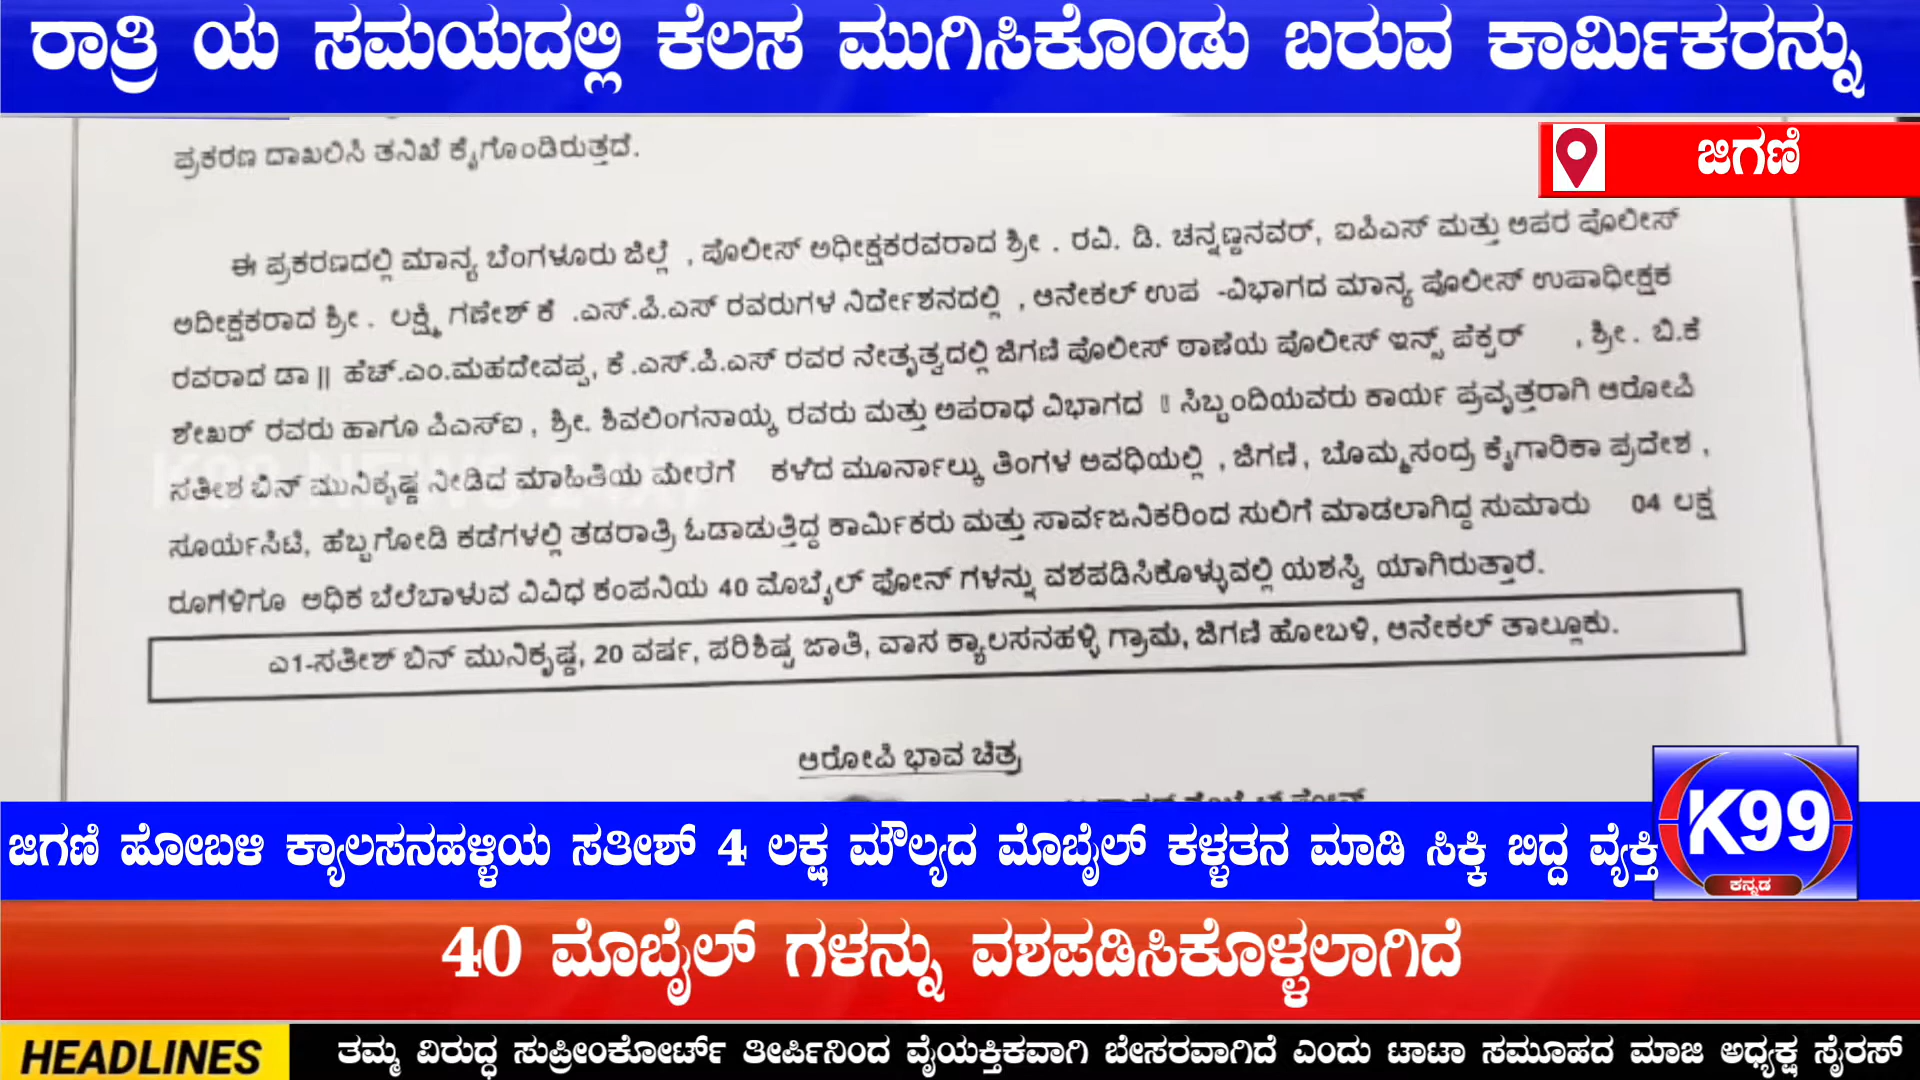 ರಾತ್ರಿ ಯ ಸಮಯದಲ್ಲಿ ಕೆಲಸ ಮುಗಿಸಿಕೊಂಡು ಬರುವ ಕಾರ್ಮಿಕರನ್ನು
ಜಿಗಣಿ
ಪ್ರಕರಣ ದಾಖಲಿಸಿ ತನಿಖೆ ಕೈಗೊಂಡಿರುತ್ತದೆ.
ಈ ಪ್ರಕರಣದಲ್ಲಿ ಮಾನ್ಯ ಬೆಂಗಳೂರು ಜಿಲ್ಲೆ , ಪೊಲೀಸ್ ಅಧೀಕ್ಷಕರವರಾದ ಶ್ರೀ . ರವಿ. ಡಿ. ಚನ್ನಣ್ಣನವರ್, ಐಪಿಎಸ್ ಮತ್ತು ಅಪರ ಪೊಲೀಸ್
ಅದೀಕ್ಷಕರಾದ ಶ್ರೀ . ಲಕ್ಷ್ಮಿ ಗಣೇಶ್ ಕೆ .ಎಸ್.ಪಿ.ಎಸ್ ರವರುಗಳ ನಿರ್ದೇಶನದಲ್ಲಿ , ಆನೇಕಲ್ ಉಪ -ವಿಭಾಗದ ಮಾನ್ಯ ಪೊಲೀಸ್ ಉಪಾಧೀಕ್ಷಕ
ರವರಾದ ಡಾ || ಹೆಚ್.ಎಂ.ಮಹದೇವಪ್ಪ, ಕೆ .ಎಸ್.ಪಿ.ಎಸ್ ರವರ ನೇತೃತ್ವದಲ್ಲಿ ಜಿಗಣಿ ಪೊಲೀಸ್ ಠಾಣೆಯ ಪೊಲೀಸ್ ಇನ್ಸ್ ಪೆಕ್ಟರ್ , ಶ್ರೀ . ಬಿ.ಕೆ
ಶೇಖರ್ ರವರು ಹಾಗೂ ಪಿಎಸ್ಐ , ಶ್ರೀ. ಶಿವಲಿಂಗನಾಯ್ಕ ರವರು ಮತ್ತು ಅಪರಾಧ ವಿಭಾಗದ ಸಿಬ್ಬಂದಿಯವರು ಕಾರ್ಯ ಪ್ರವೃತ್ತರಾಗಿ ಆರೋಪಿ
ಸತೀಶ ಬಿನ್ ಮುನಿಕೃಷ್ಣ ನೀಡಿದ ಮಾಹಿತಿಯ ಮೇರೆಗೆ ಕಳೆದ ಮೂರ್ನಾಲ್ಕು ತಿಂಗಳ ಅವಧಿಯಲ್ಲಿ , ಜಿಗಣಿ , ಬೊಮ್ಮಸಂದ್ರ ಕೈಗಾರಿಕಾ ಪ್ರದೇಶ ,
ಸೂರ್ಯಸಿಟಿ, ಹೆಬ್ಬಗೋಡಿ ಕಡೆಗಳಲ್ಲಿ ತಡರಾತ್ರಿ ಓಡಾಡುತ್ತಿದ್ದ ಕಾರ್ಮಿಕರು ಮತ್ತು ಸಾರ್ವಜನಿಕರಿಂದ ಸುಲಿಗೆ ಮಾಡಲಾಗಿದ್ದ ಸುಮಾರು 04 ಲಕ್ಷ
ರೂಗಳಿಗೂ ಅಧಿಕ ಬೆಲೆಬಾಳುವ ವಿವಿಧ ಕಂಪನಿಯ 40 ಮೊಬೈಲ್ ಫೋನ್ ಗಳನ್ನು ವಶಪಡಿಸಿಕೊಳ್ಳುವಲ್ಲಿ ಯಶಸ್ವಿ ಯಾಗಿರುತ್ತಾರೆ.
ಎ1-ಸತೀಶ್ ಬಿನ್ ಮುನಿಕೃಷ್ಣ, 20 ವರ್ಷ, ಪರಿಶಿಷ್ಟ ಜಾತಿ, ವಾಸ ಕ್ಯಾಲಸನಹಳ್ಳಿ ಗ್ರಾಮ, ಜಿಗಣಿ ಹೋಬಳಿ, ಆನೇಕಲ್ ತಾಲ್ಲೂಕು.
ಆರೋಪಿ ಭಾವ ಚಿತ್ರ
ಜಿಗಣಿ ಹೋಬಳಿ ಕ್ಯಾಲಸನಹಳ್ಳಿಯ ಸತೀಶ್ 4 ಲಕ್ಷ ಮೌಲ್ಯದ ಮೊಬೈಲ್ ಕಳ್ಳತನ ಮಾಡಿ ಸಿಕ್ಕಿ ಬಿದ್ದ ವ್ಯಕ್ತಿ
K99
ಕನ್ನಡ
40 ಮೊಬೈಲ್ ಗಳನ್ನು ವಶಪಡಿಸಿಕೊಳ್ಳಲಾಗಿದೆ
HEADLINES ತಮ್ಮ ವಿರುದ್ಧ ಸುಪ್ರೀಂಕೋರ್ಟ್ ತೀರ್ಪಿನಿಂದ ವೈಯಕ್ತಿಕವಾಗಿ ಬೇಸರವಾಗಿದೆ ಎಂದು ಟಾಟಾ ಸಮೂಹದ ಮಾಜಿ ಅಧ್ಯಕ್ಷ ಸೈರಸ್